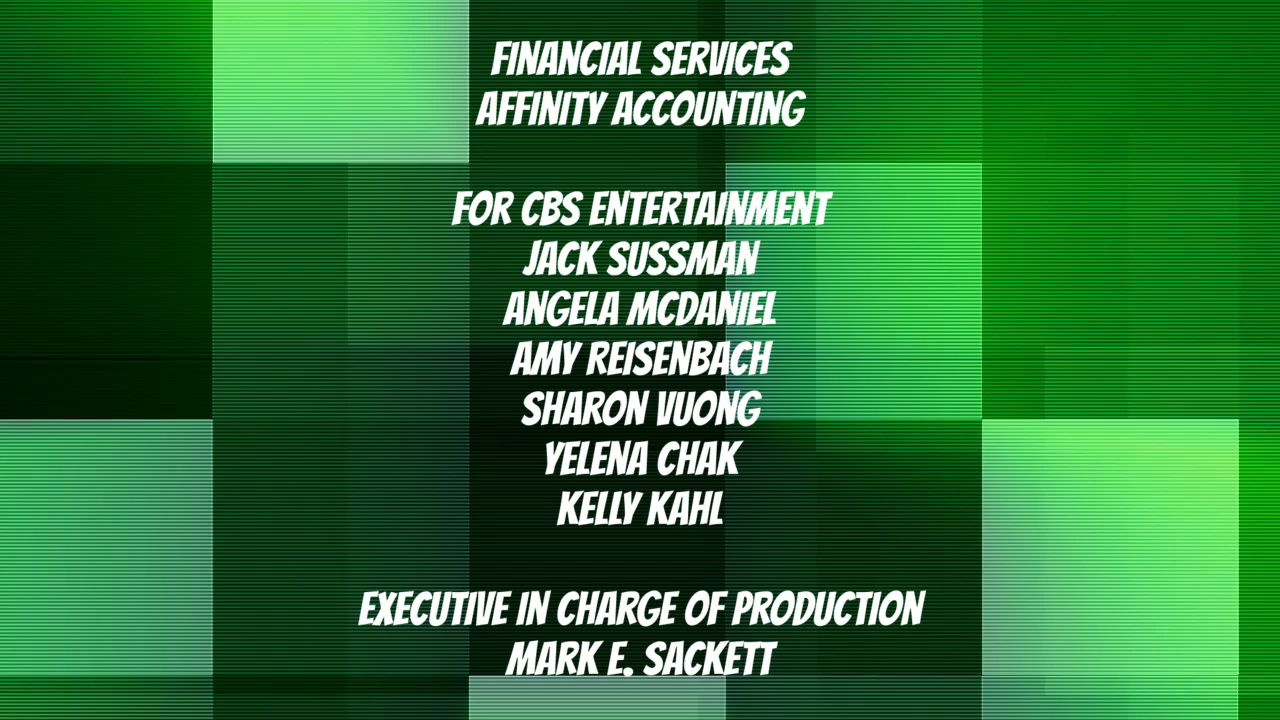 FINANCIAL SERVICES
AFFINITY ACCOUNTING
FOR CBS ENTERTAINMENT
JACK SUSSMAN
ANGELA MCDANIEL
AMY REISENBACH
SHARON VUONG
YELENA CHAK
KELLY KAHL
EXECUTIVE IN CHARGE OF PRODUCTION
MARK E. SACKETT